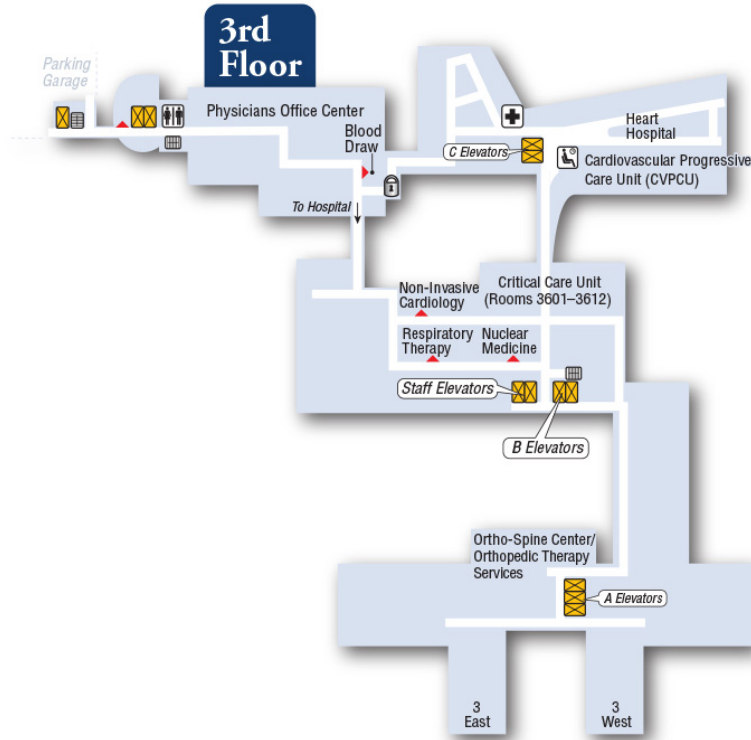 3rd
Floor
Parking
Garage
Physicians Office Center
Blood
Draw
To Hospital
C Elevators
Heart
Hospital
Cardiovascular Progressive
Care Unit (CVPCU)
Critical Care Unit
(Rooms 3601–3612)
Non-Invasive
Cardiology
Respiratory
Therapy
Nuclear
Medicine
Staff Elevators
B Elevators
Ortho-Spine Center/
Orthopedic Therapy
Services
A Elevators
3
East
3
West